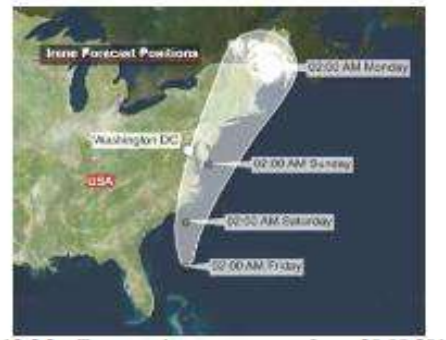 Irene Forecast Positions
02:00 AM Monday
Washington DC
02:00 AM Sunday
USA
02:00 AM Saturday
02:00 AM Friday